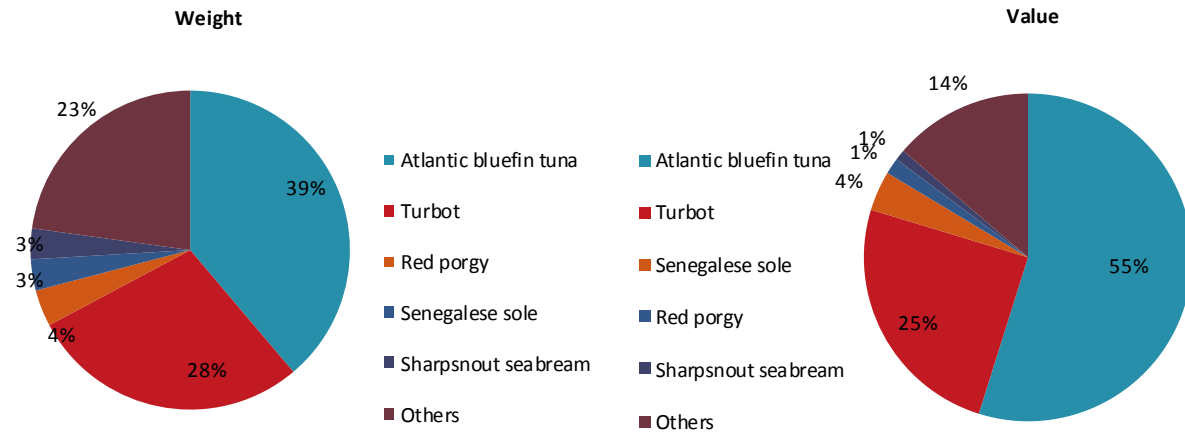 Weight
23%
39%
3%
3%
4%
28%
Atlantic bluefin tuna
Turbot
Red porgy
Senegalese sole
Sharpsnout seabream
Others
Value
Atlantic bluefin tuna
Turbot
Senegalese sole
Red porgy
Sharpsnout seabream
Others
14%
1%
1%
4%
55%
25%